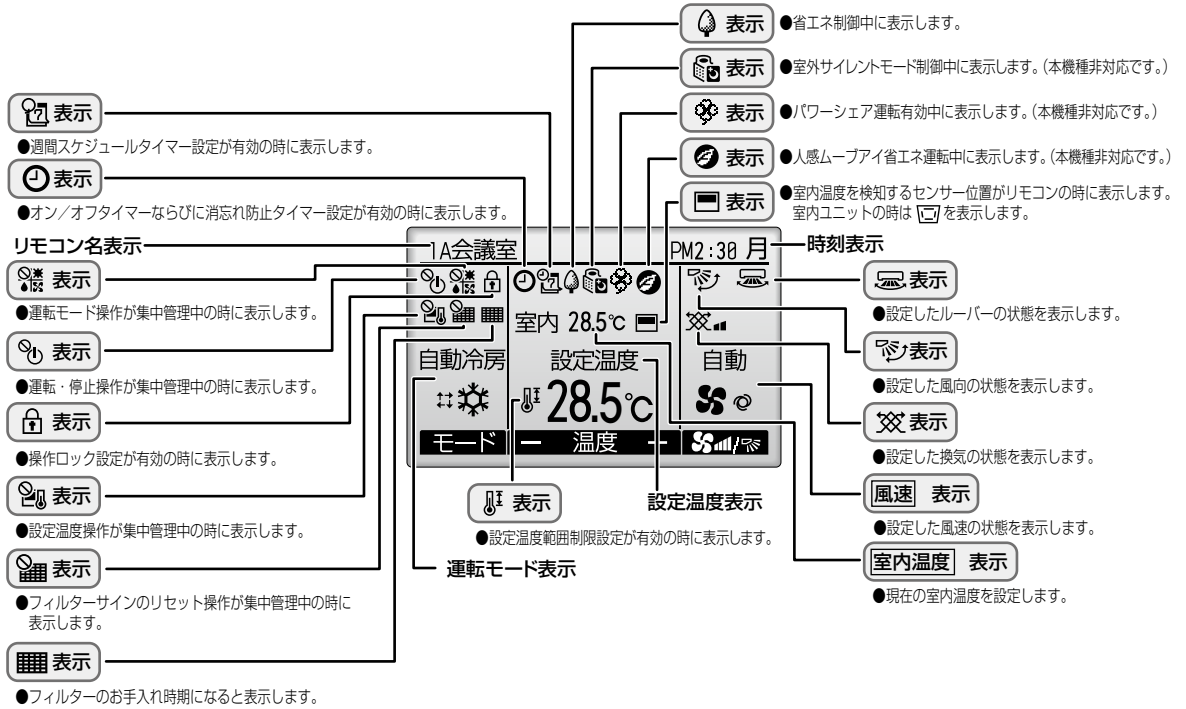 表示
●省エネ制御中に表示します。
表示
●室外サイレントモード制御中に表示します。(本機種非対応です。)
表示
●パワーシェア運転有効中に表示します。(本機種非対応です。)
表示
●人感ムーブアイ省エネ運転中に表示します。(本機種非対応です。)
表示
●室内温度を検知するセンサー位置がリモコンの時に表示します。
室内ユニットの時は を表示します。
表示
●週間スケジュールタイマー設定が有効の時に表示します。
表示
●オン/オフタイマーならびに消忘れ防止タイマー設定が有効の時に表示します。
リモコン名表示
表示
●運転モード操作が集中管理中の時に表示します。
表示
●運転・停止操作が集中管理中の時に表示します。
表示
●操作ロック設定が有効の時に表示します。
表示
●設定温度操作が集中管理中の時に表示します。
表示
●フィルターサインのリセット操作が集中管理中の時に
表示します。
表示
●フィルターのお手入れ時期になると表示します。
1A会議室 PM2:30 月
室内 28.5℃
自動冷房 設定温度 自動
28.5℃
モード − 温度 +
表示
●設定温度範囲制限設定が有効の時に表示します。
設定温度表示
運転モード表示
時刻表示
表示
●設定したルーバーの状態を表示します。
表示
●設定した風向の状態を表示します。
表示
●設定した換気の状態を表示します。
風速 表示
●設定した風速の状態を表示します。
室内温度 表示
●現在の室内温度を設定します。